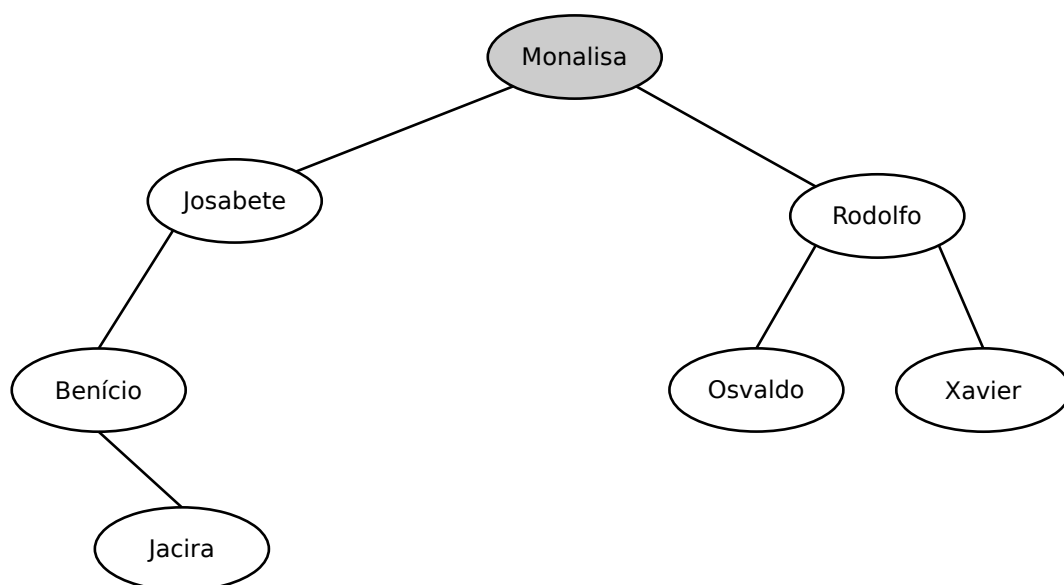 Monalisa
Josabete
Rodolfo
Benício
Osvaldo
Xavier
Jacira